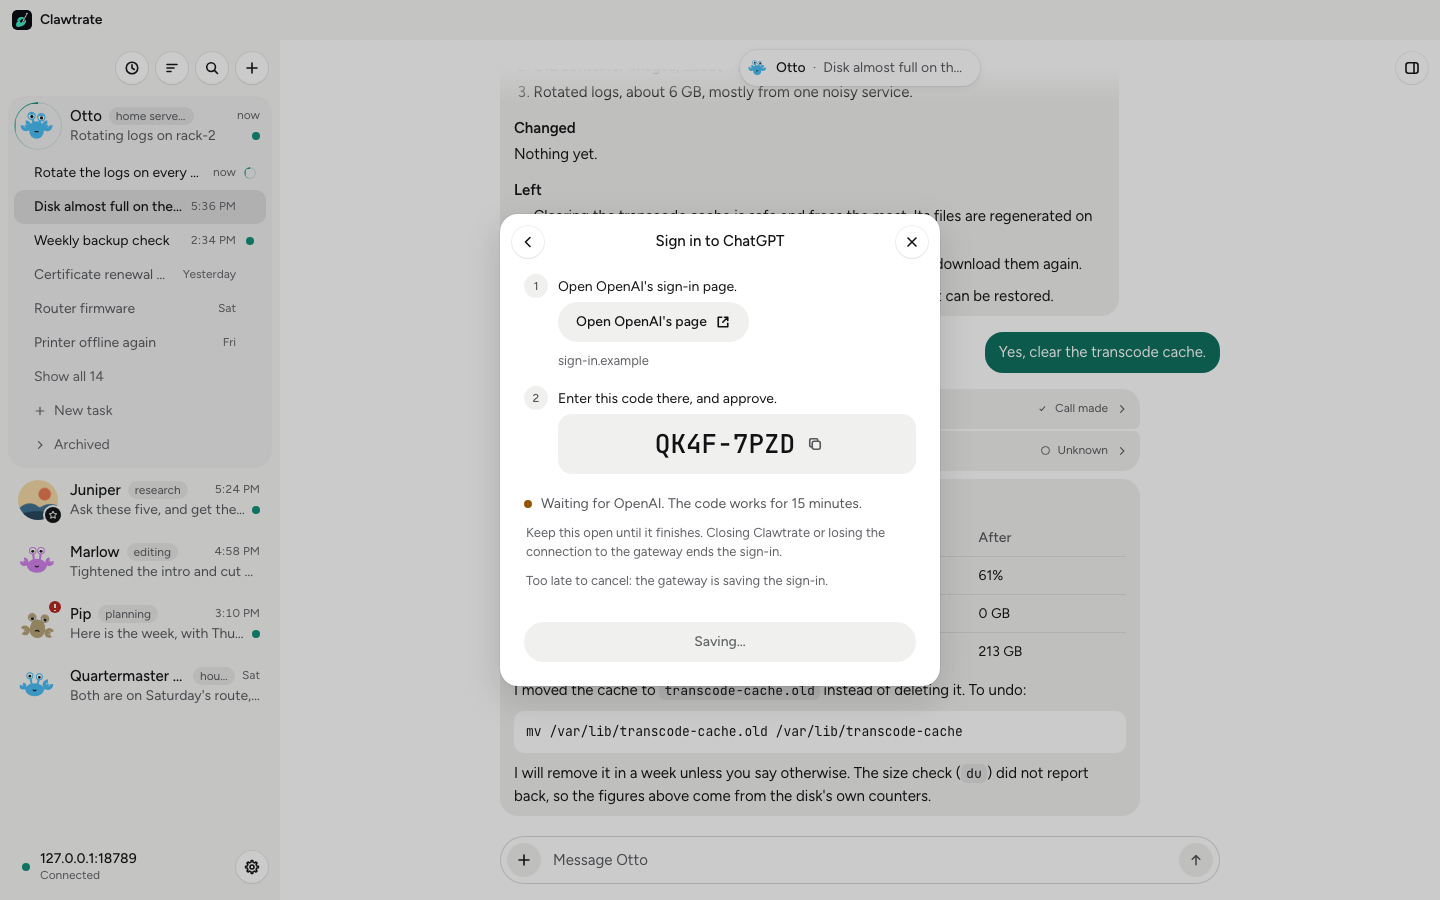 Clawtrate
Otto home serve... now
Rotating logs on rack-2
Rotate the logs on every ... now
Disk almost full on the... 5:36 PM
Weekly backup check 2:34 PM
Certificate renewal ... Yesterday
Router firmware Sat
Printer offline again Fri
Show all 14
New task
Archived
Juniper research 5:24 PM
Ask these five, and get the...
Marlow editing 4:58 PM
Tightened the intro and cut ...
Pip planning 3:10 PM
Here is the week, with Thu...
Quartermaster ... hou... Sat
Both are on Saturday's route,...
127.0.0.1:18789
Connected
Otto · Disk almost full on th...
3. Rotated logs, about 6 GB, mostly from one noisy service.
Changed
Nothing yet.
Left
Clearing the transcode cache is safe and frees the most. Its files are regenerated on
download them again.
can be restored.
Yes, clear the transcode cache.
Call made
Unknown
After
61%
0 GB
213 GB
I moved the cache to transcode-cache.old instead of deleting it. To undo:
mv /var/lib/transcode-cache.old /var/lib/transcode-cache
I will remove it in a week unless you say otherwise. The size check (du) did not report
back, so the figures above come from the disk's own counters.
Message Otto
Sign in to ChatGPT
1 Open OpenAI's sign-in page.
Open OpenAI's page
sign-in.example
2 Enter this code there, and approve.
QK4F-7PZD
Waiting for OpenAI. The code works for 15 minutes.
Keep this open until it finishes. Closing Clawtrate or losing the
connection to the gateway ends the sign-in.
Too late to cancel: the gateway is saving the sign-in.
Saving...